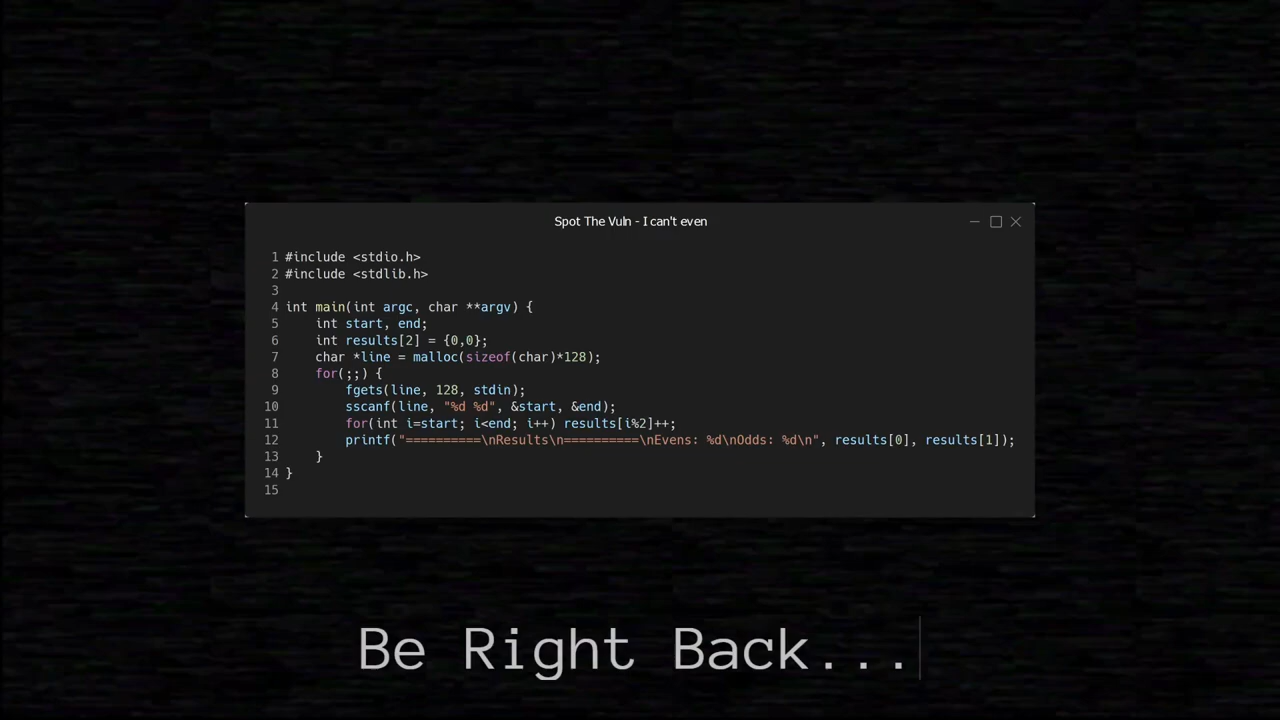 Spot The Vuln - I can't even
1 #include <stdio.h>
2 #include <stdlib.h>
3
4 int main(int argc, char **argv) {
5     int start, end;
6     int results[2] = {0,0};
7     char *line = malloc(sizeof(char)*128);
8     for(;;) {
9         fgets(line, 128, stdin);
10         sscanf(line, "%d %d", &start, &end);
11         for(int i=start; i<end; i++) results[i%2]++;
12         printf("==========\nResults\n==========\nEvens: %d\nOdds: %d\n", results[0], results[1]);
13     }
14 }
15
Be Right Back...